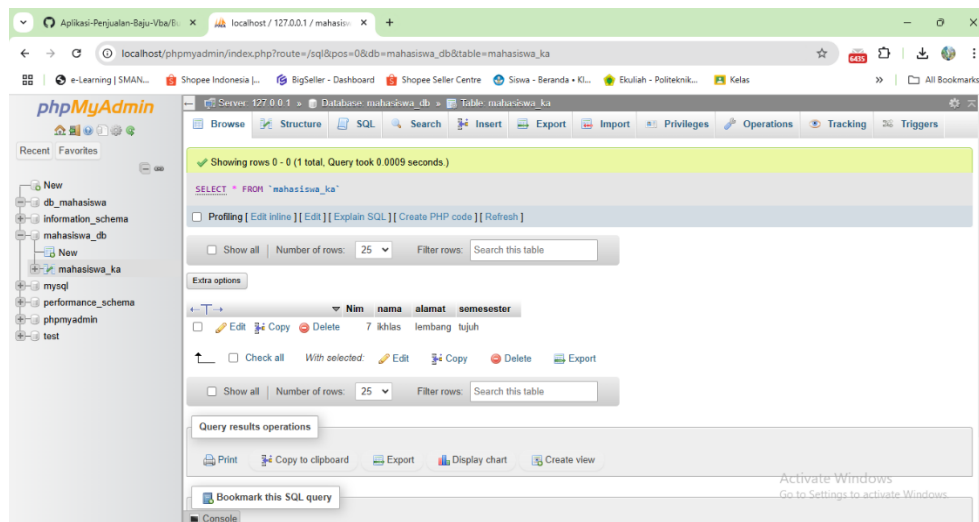 Aplikasi-Penjualan-Baju-Vba/Bu
localhost / 127.0.0.1 / mahasisw
localhost/phpmyadmin/index.php?route=/sql&pos=0&db=mahasiswa_db&table=mahasiswa_ka
6435
e-Learning | SMAN...
Shopee Indonesia |...
BigSeller - Dashboard
Shopee Seller Centre
Siswa - Beranda • Kl...
Ekuliah - Politeknik...
Kelas
All Bookmarks
phpMyAdmin
Recent Favorites
New
db_mahasiswa
information_schema
mahasiswa_db
New
mahasiswa_ka
mysql
performance_schema
phpmyadmin
test
Server: 127.0.0.1 » Database: mahasiswa_db » Table: mahasiswa_ka
Browse Structure SQL Search Insert Export Import Privileges Operations Tracking Triggers
Showing rows 0 - 0 (1 total, Query took 0.0009 seconds.)
SELECT * FROM `mahasiswa_ka`
Profiling [ Edit inline ] [ Edit ] [ Explain SQL ] [ Create PHP code ] [ Refresh ]
Show all | Number of rows: 25 Filter rows: Search this table
Extra options
Nim nama alamat semesester
Edit Copy Delete 7 ikhlas lembang tujuh
Check all With selected: Edit Copy Delete Export
Show all | Number of rows: 25 Filter rows: Search this table
Query results operations
Print Copy to clipboard Export Display chart Create view
Activate Windows
Go to Settings to activate Windows.
Bookmark this SQL query
Console